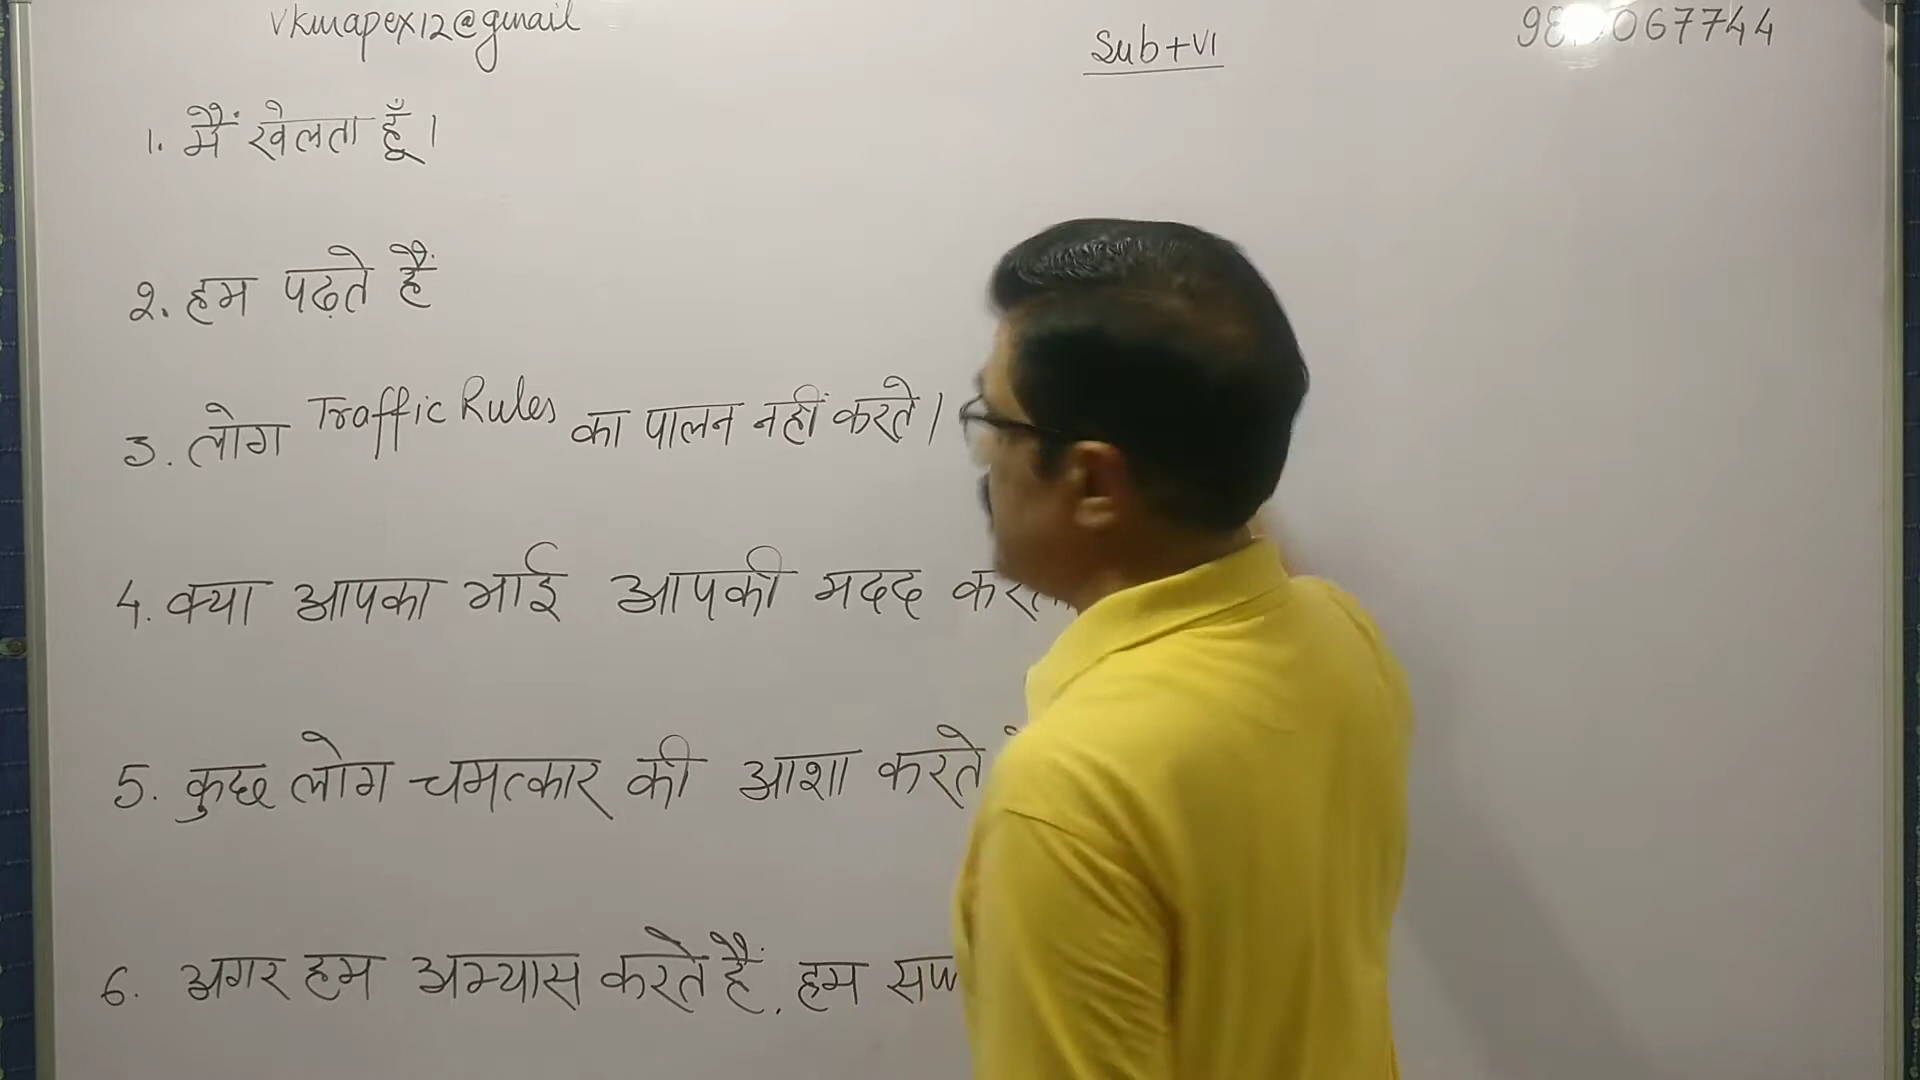 vkmapex12@gmail
Sub+V1
067744
1. मैं खेलता हूँ।
2. हम पढ़ते हैं
3. लोग Traffic Rules का पालन नहीं करते।
4. क्या आपका भाई आपकी मदद
5. कुछ लोग चमत्कार की आशा करते
6. अगर हम अभ्यास करते हैं, हम